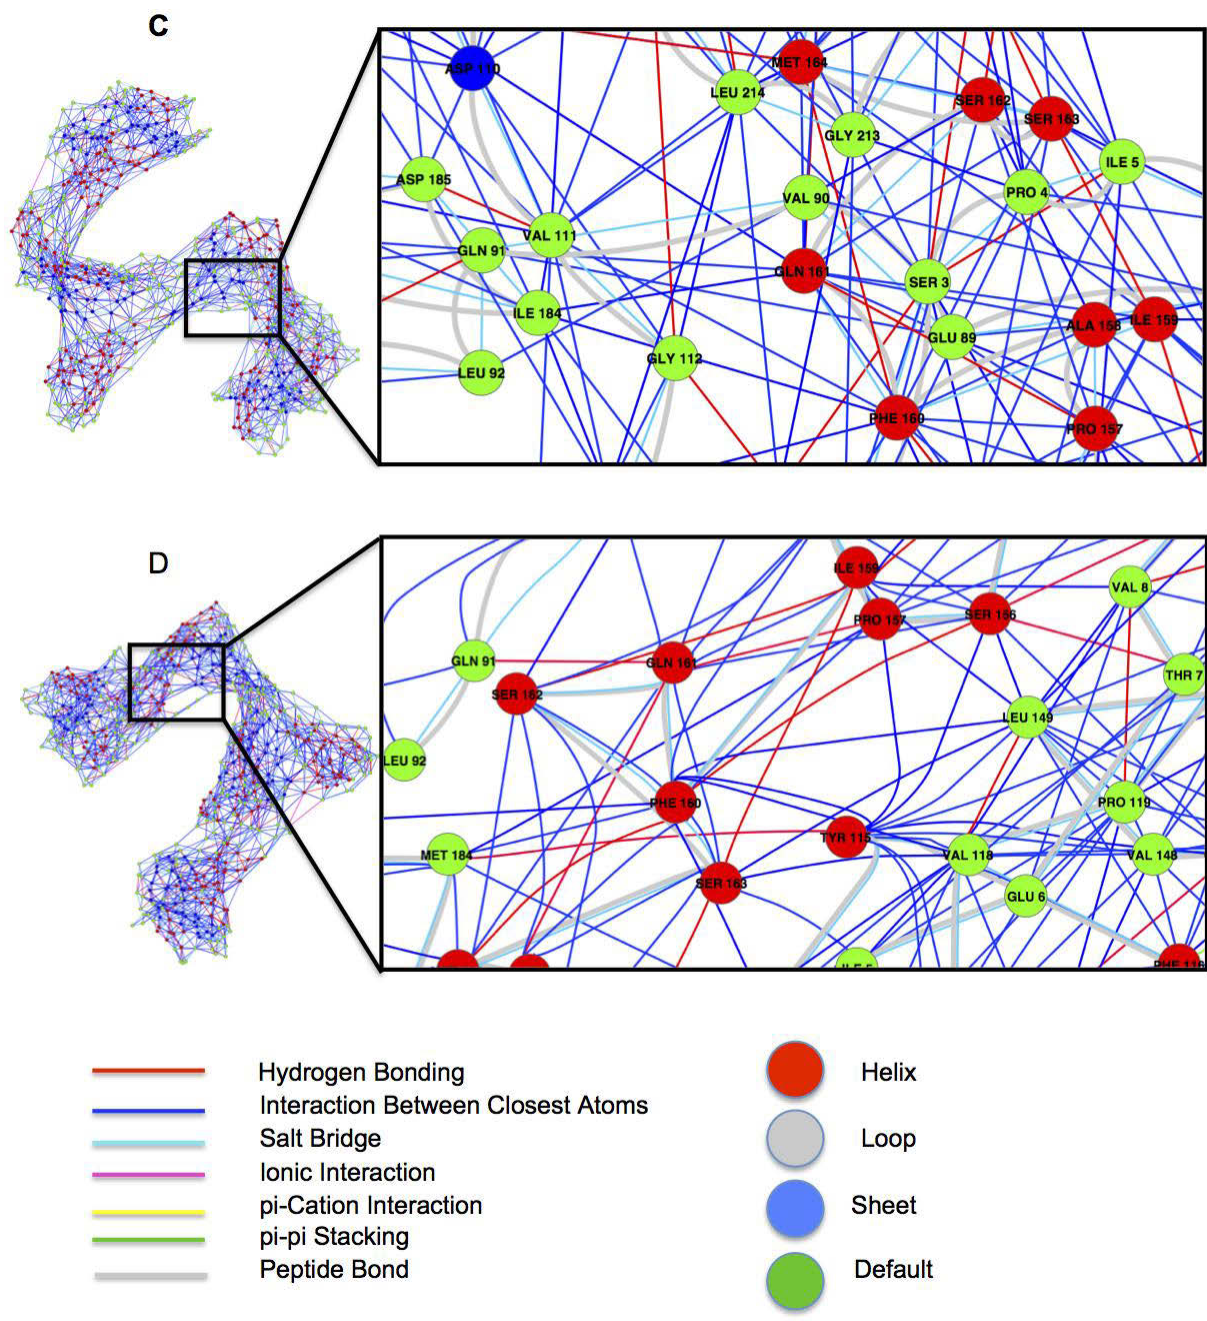 C
ASP 110
MET 164
LEU 214
SER 162
SER 163
GLY 213
ILE 5
ASP 185
PRO 4
VAL 90
VAL 111
GLN 91
GLN 161
SER 3
ILE 184
ALA 158
ILE 159
GLU 89
GLY 112
LEU 92
PHE 160
PRO 157
D
ILE 159
VAL 8
PRO 157
SER 156
GLN 91
GLN 161
THR 7
SER 162
LEU 149
LEU 92
PHE 160
PRO 119
TYR 115
MET 184
VAL 118
VAL 148
SER 163
GLU 6
ILE 5
PHE 116
Hydrogen Bonding
Interaction Between Closest Atoms
Salt Bridge
Ionic Interaction
pi-Cation Interaction
pi-pi Stacking
Peptide Bond
Helix
Loop
Sheet
Default